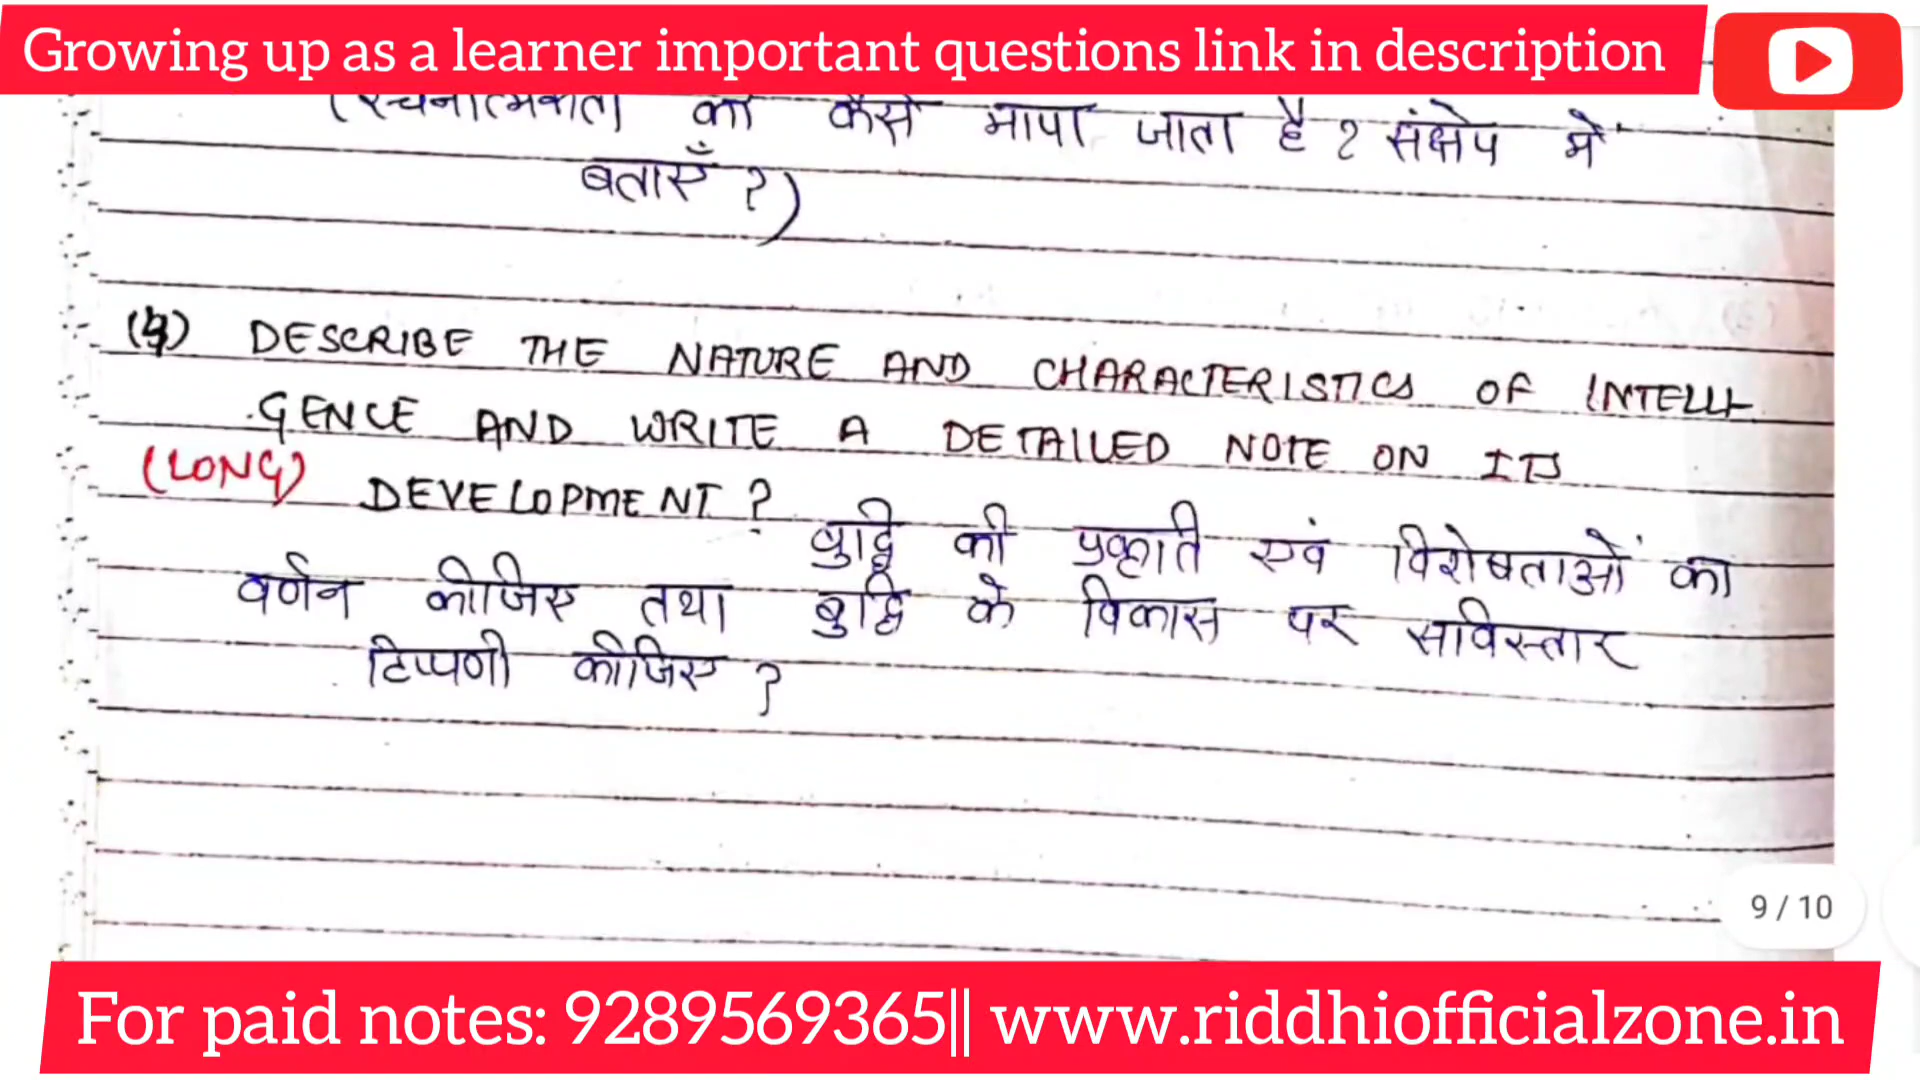 Growing up as a learner important questions link in description
(रचनात्मकता) को कैसे मापा जाता है? संक्षेप में
बताएँ?)
(4) DESCRIBE THE NATURE AND CHARACTERISTICS OF INTELLI-
GENCE AND WRITE A DETAILED NOTE ON ITS
(LONG) DEVELOPMENT?
बुद्धि की प्रकृति एवं विशेषताओं का
वर्णन कीजिए तथा बुद्धि के विकास पर सविस्तार
टिप्पणी कीजिए?
9 / 10
For paid notes: 9289569365|| www.riddhiofficialzone.in